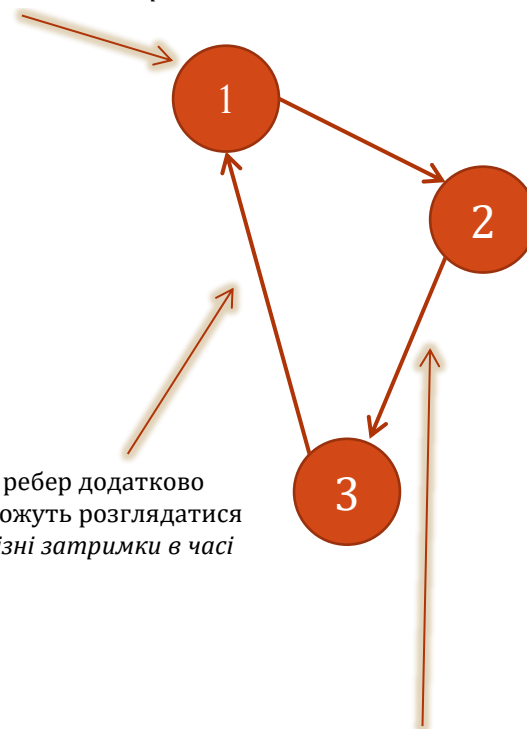 1
2
3
ребер додатково
ожуть розглядатися
ізні затримки в часі